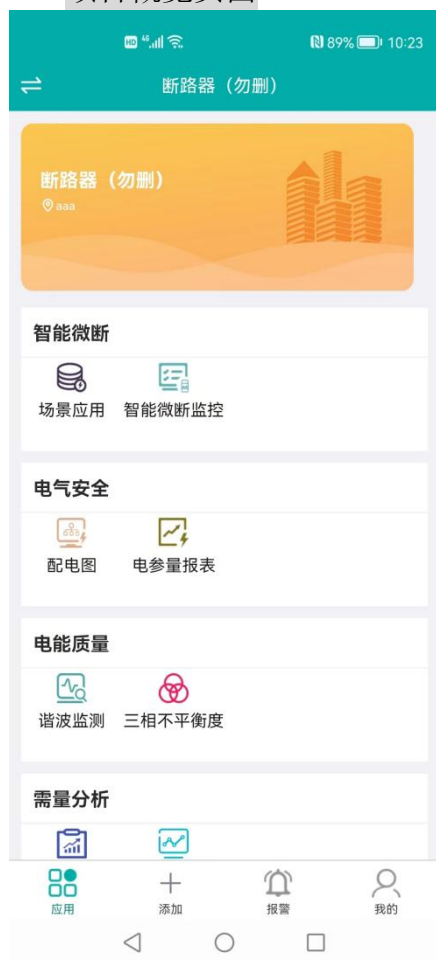 HD 4G 89% 10:23
断路器（勿删）
断路器（勿删）
aaa
智能微断
场景应用 智能微断监控
电气安全
配电图 电参量报表
电能质量
谐波监测 三相不平衡度
需量分析
应用 添加 报警 我的